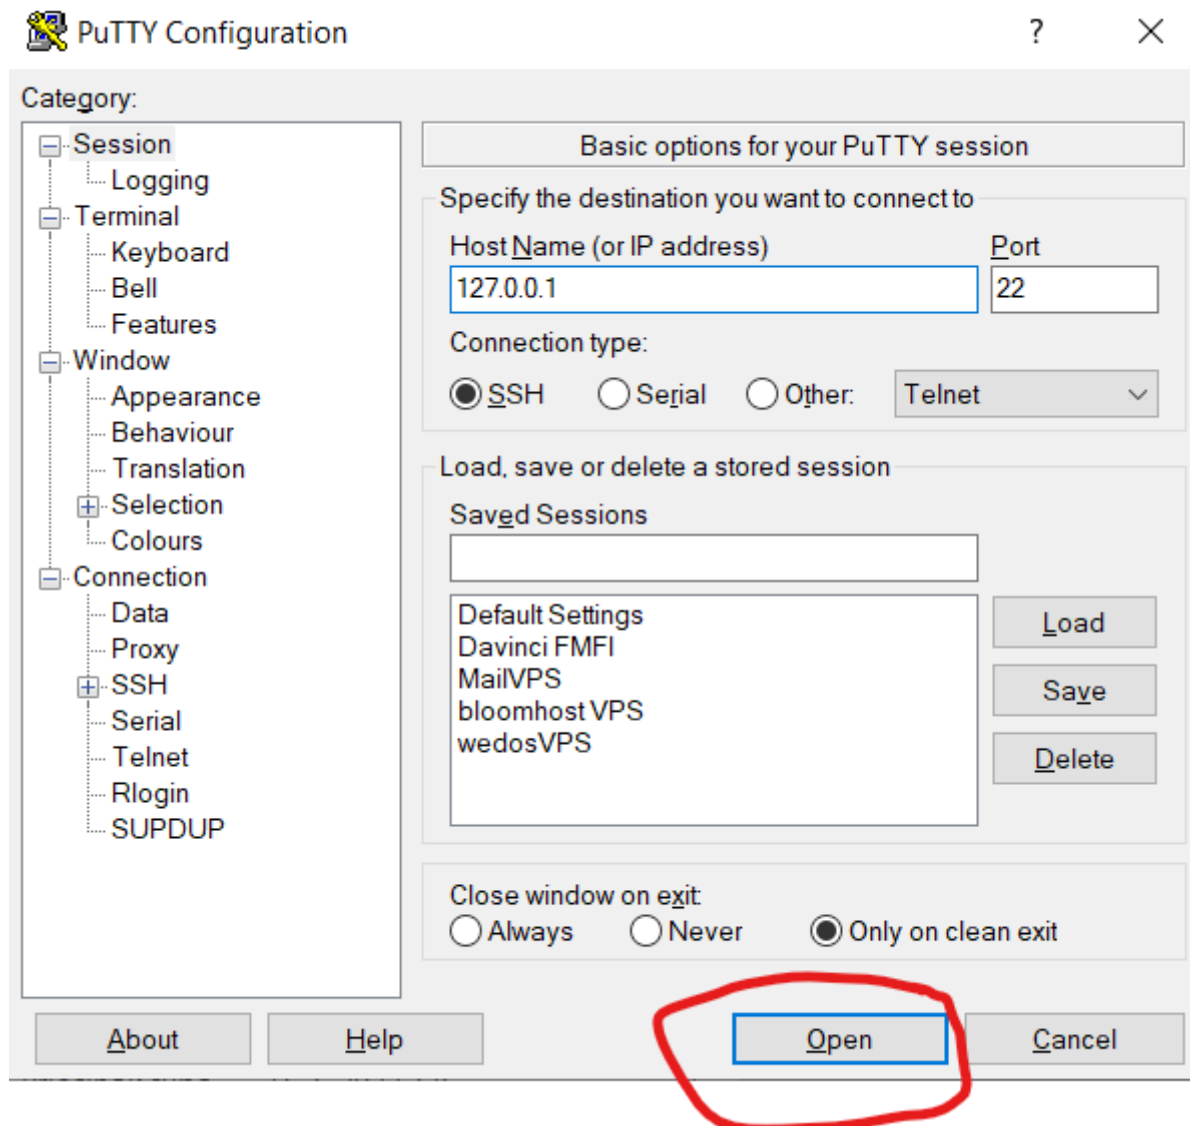 PuTTY Configuration
?
Category:
Session
Logging
Terminal
Keyboard
Bell
Features
Window
Appearance
Behaviour
Translation
Selection
Colours
Connection
Data
Proxy
SSH
Serial
Telnet
Rlogin
SUPDUP
Basic options for your PuTTY session
Specify the destination you want to connect to
Host Name (or IP address) Port
127.0.0.1 22
Connection type:
SSH Serial Other: Telnet
Load, save or delete a stored session
Saved Sessions
Default Settings
Davinci FMFI
MailVPS
bloomhost VPS
wedosVPS
Load
Save
Delete
Close window on exit:
Always Never Only on clean exit
About Help Open Cancel